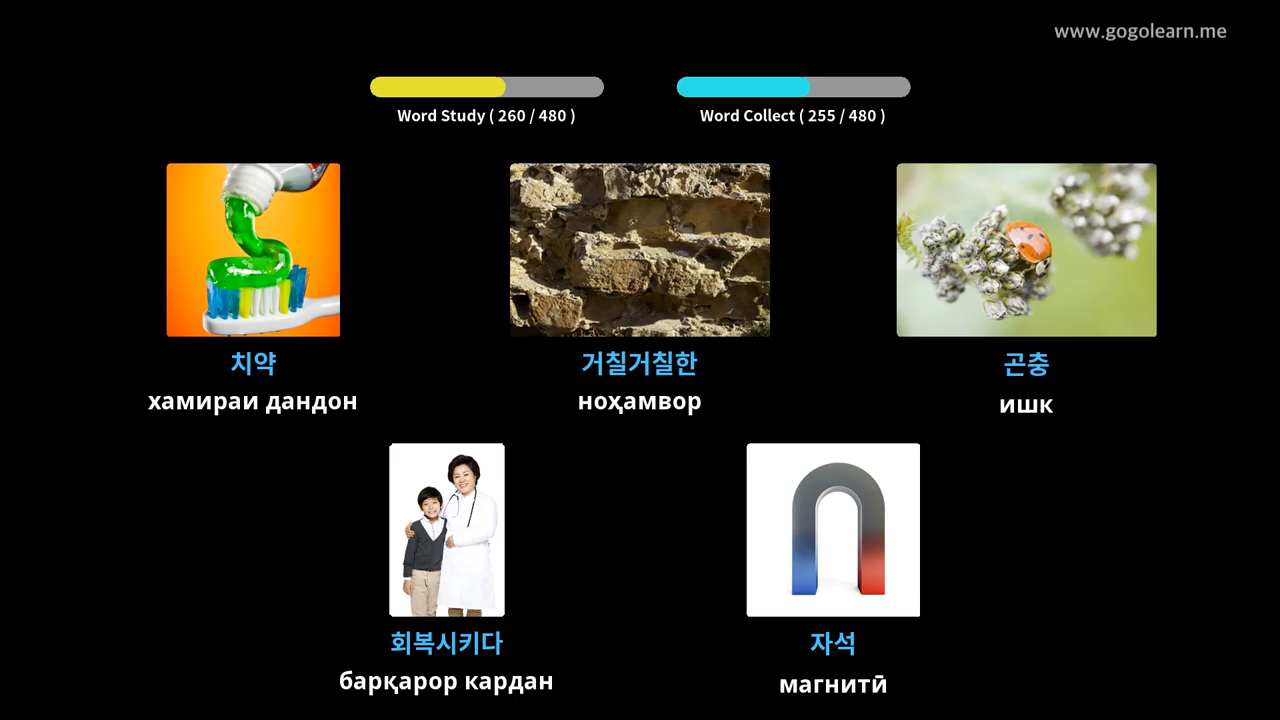 www.gogolearn.me
Word Study ( 260 / 480 )
Word Collect ( 255 / 480 )
치약
хамираи дандон
거칠거칠한
ноҳамвор
곤충
ишк
회복시키다
барқарор кардан
자석
магнитӣ